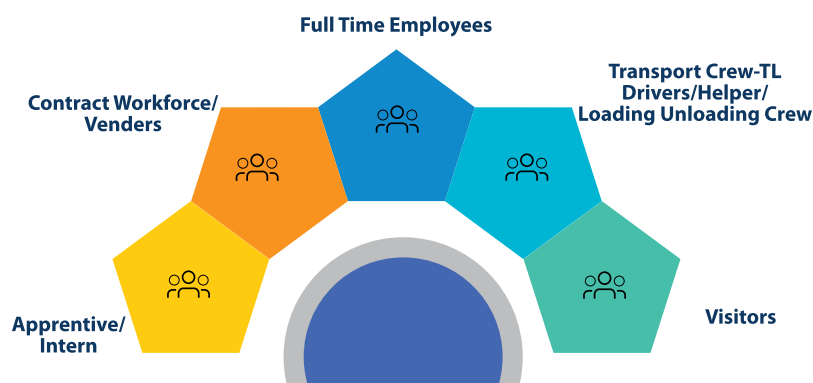 Full Time Employees
Contract Workforce/
Venders
Transport Crew-TL
Drivers/Helper/
Loading Unloading Crew
Apprentive/
Intern
Visitors